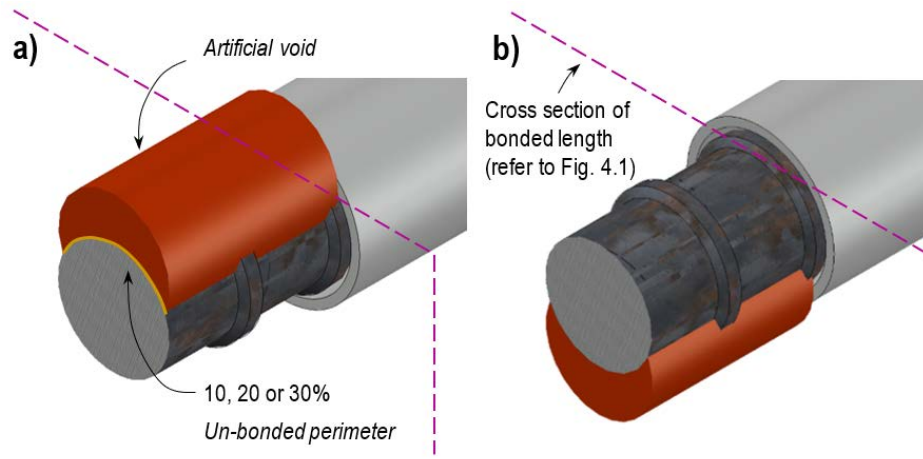 a)
Artificial void
10, 20 or 30%
Un-bonded perimeter
b)
Cross section of
bonded length
(refer to Fig. 4.1)